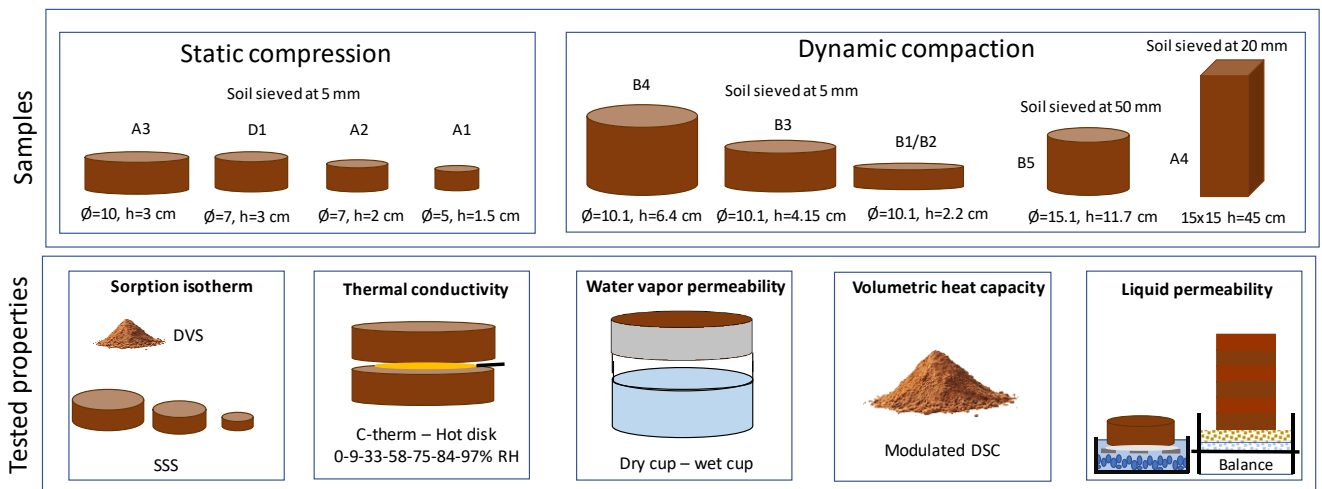 Samples
Static compression
Soil sieved at 5 mm
A3
D1
A2
A1
Ø=10, h=3 cm
Ø=7, h=3 cm
Ø=7, h=2 cm
Ø=5, h=1.5 cm
Dynamic compaction
Soil sieved at 20 mm
B4
Soil sieved at 5 mm
Soil sieved at 50 mm
B3
B1/B2
B5
A4
Ø=10.1, h=6.4 cm
Ø=10.1, h=4.15 cm
Ø=10.1, h=2.2 cm
Ø=15.1, h=11.7 cm
15x15 h=45 cm
Tested properties
Sorption isotherm
DVS
SSS
Thermal conductivity
C-therm – Hot disk
0-9-33-58-75-84-97% RH
Water vapor permeability
Dry cup – wet cup
Volumetric heat capacity
Modulated DSC
Liquid permeability
Balance